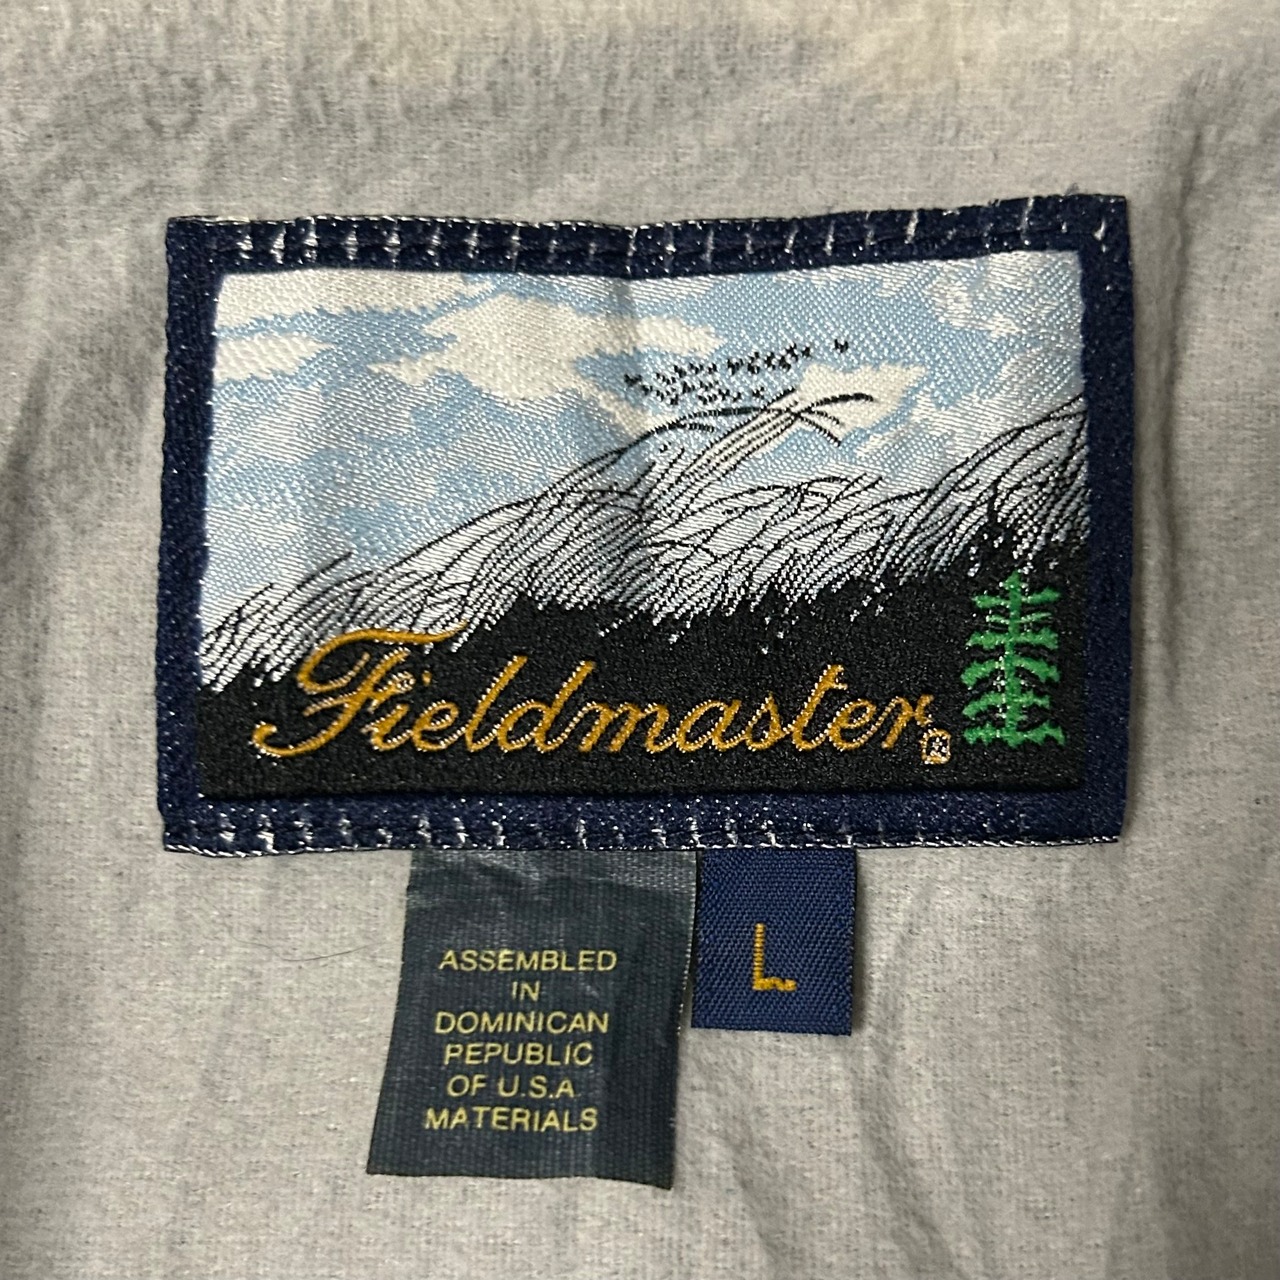 Fieldmaster®
L
ASSEMBLED
IN
DOMINICAN
PEPUBLIC
OF U.S.A
MATERIALS